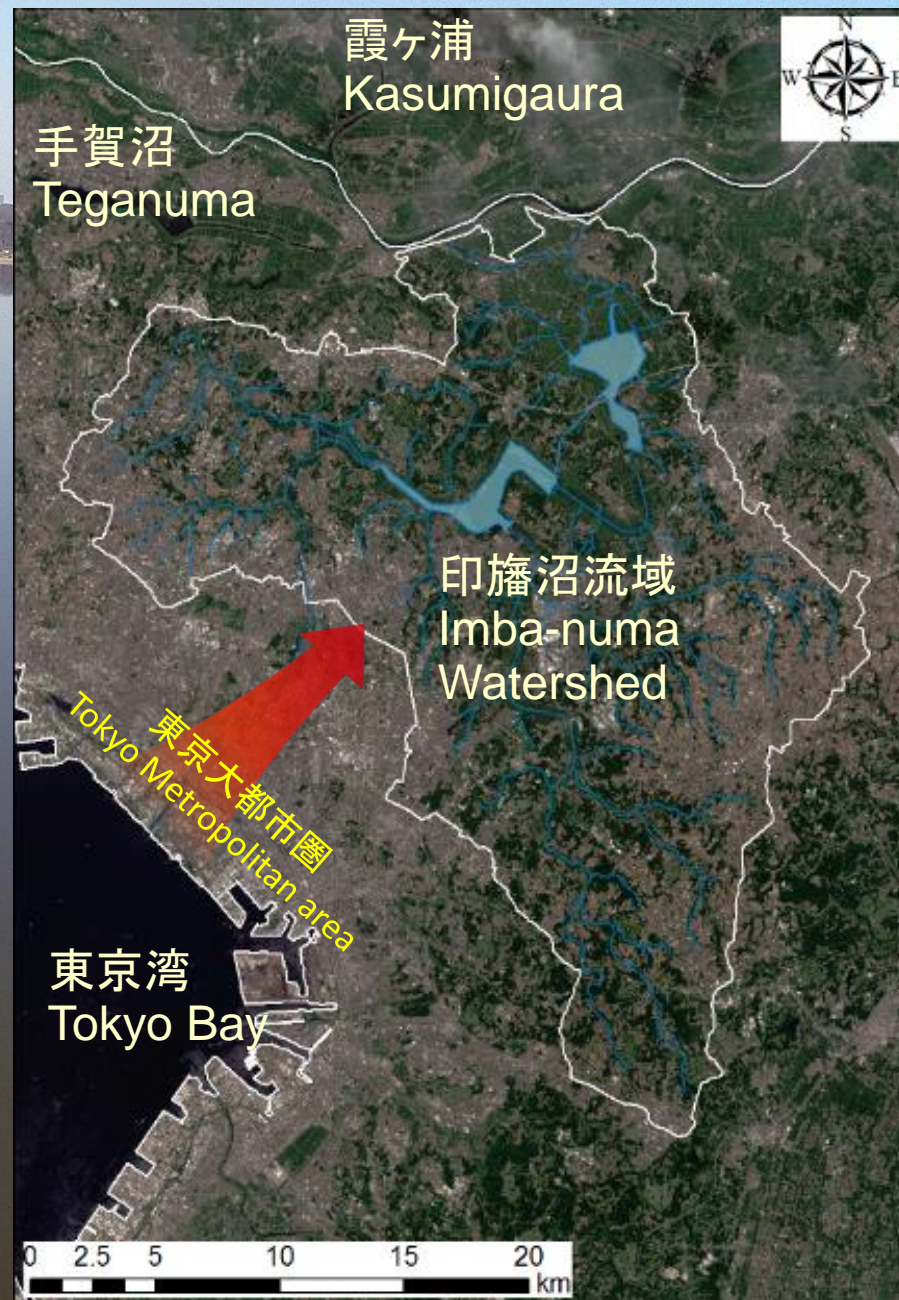 霞ヶ浦
Kasumigaura
N
W
E
S
手賀沼
Teganuma
印旛沼流域
Imba-numa
Watershed
東京大都市圏
Tokyo Metropolitan area
東京湾
Tokyo Bay
0 2.5 5 10 15 20
km